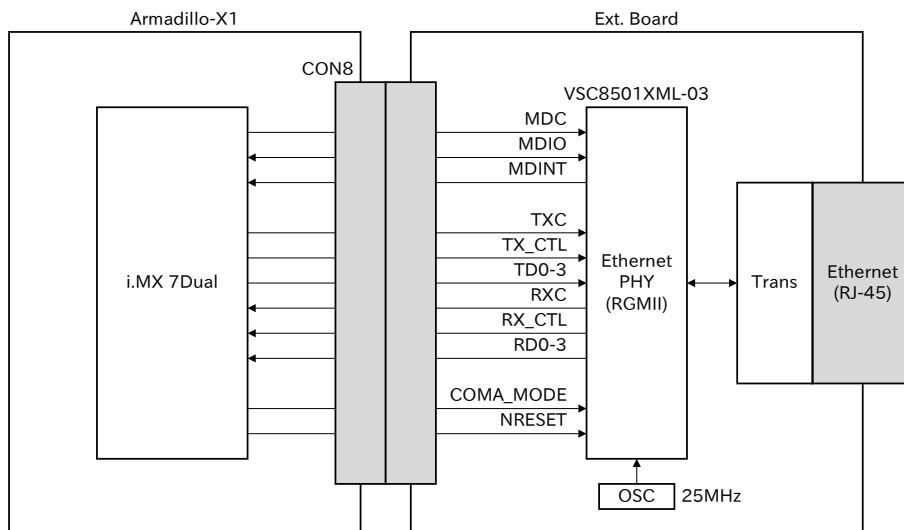 Armadillo-X1
Ext. Board
CON8
VSC8501XML-03
MDC
MDIO
MDINT
TXC
TX_CTL
TD0-3
RXC
RX_CTL
RD0-3
COMA_MODE
NRESET
i.MX 7Dual
Ethernet
PHY
(RGMII)
Trans
Ethernet
(RJ-45)
OSC
25MHz